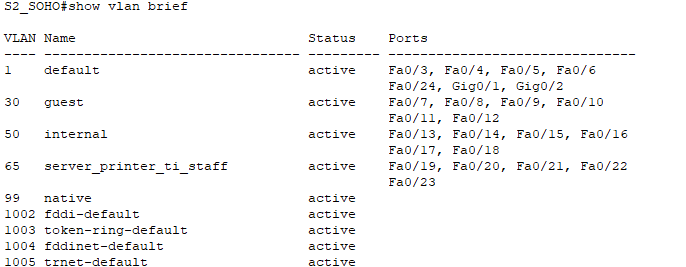 S2_SOHO#show vlan brief
VLAN Name                             Status    Ports
---- -------------------------------- --------- -------------------------------
1    default                          active    Fa0/3, Fa0/4, Fa0/5, Fa0/6
                                                Fa0/24, Gig0/1, Gig0/2
30   guest                            active    Fa0/7, Fa0/8, Fa0/9, Fa0/10
                                                Fa0/11, Fa0/12
50   internal                         active    Fa0/13, Fa0/14, Fa0/15, Fa0/16
                                                Fa0/17, Fa0/18
65   server_printer_ti_staff          active    Fa0/19, Fa0/20, Fa0/21, Fa0/22
                                                Fa0/23
99   native                           active
1002 fddi-default                     active
1003 token-ring-default               active
1004 fddinet-default                  active
1005 trnet-default                    active